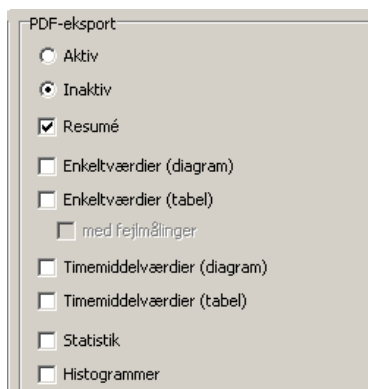 PDF-eksport
Aktiv
Inaktiv
Resumé
Enkeltværdier (diagram)
Enkeltværdier (tabel)
med fejlmålinger
Timemiddelværdier (diagram)
Timemiddelværdier (tabel)
Statistik
Histogrammer